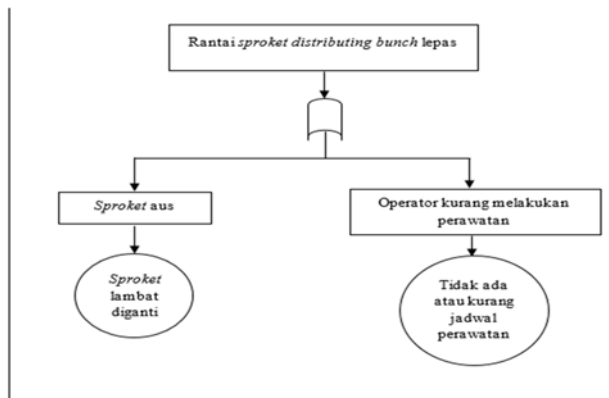 Rantai sproket distributing bunch lepas
Sproket aus
Operator kurang melakukan
perawatan
Sproket
lambat
diganti
Tidak ada
atau kurang
jadwal
perawatan